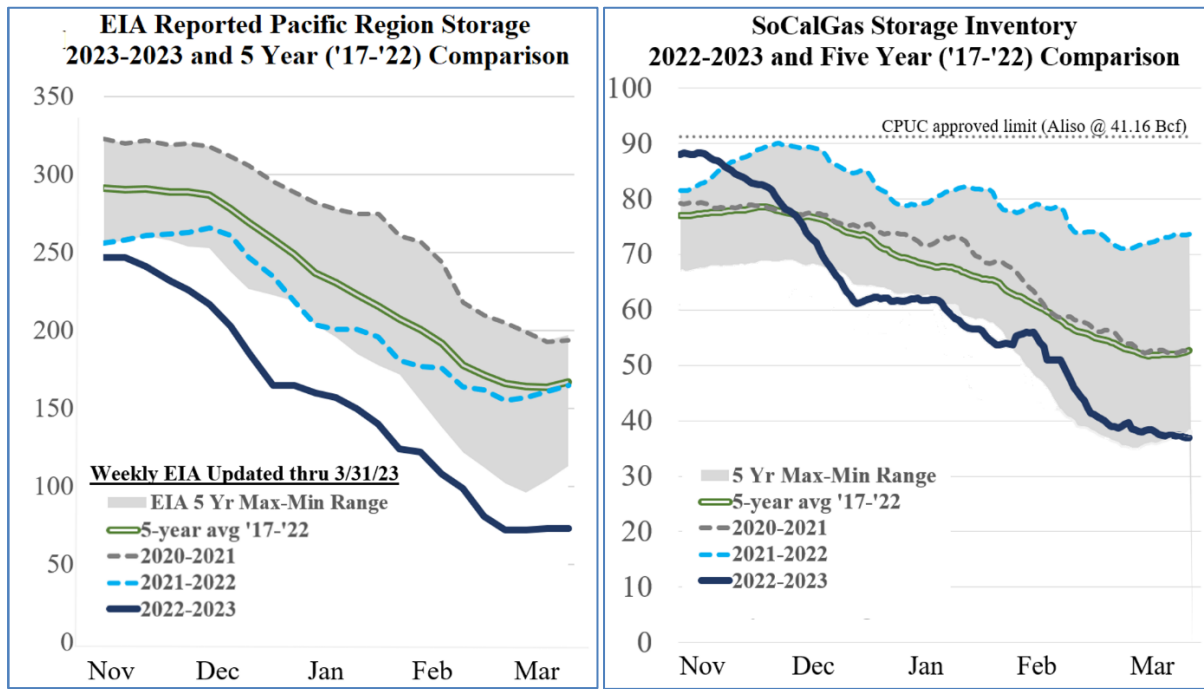 EIA Reported Pacific Region Storage
2023-2023 and 5 Year ('17-'22) Comparison
350
300
250
200
150
100
50
0
Weekly EIA Updated thru 3/31/23
EIA 5 Yr Max-Min Range
5-year avg '17-'22
2020-2021
2021-2022
2022-2023
Nov Dec Jan Feb Mar
SoCalGas Storage Inventory
2022-2023 and Five Year ('17-'22) Comparison
100
90
80
70
60
50
40
30
20
10
0
CPUC approved limit (Aliso @ 41.16 Bcf)
5 Yr Max-Min Range
5-year avg '17-'22
2020-2021
2021-2022
2022-2023
Nov Dec Jan Feb Mar